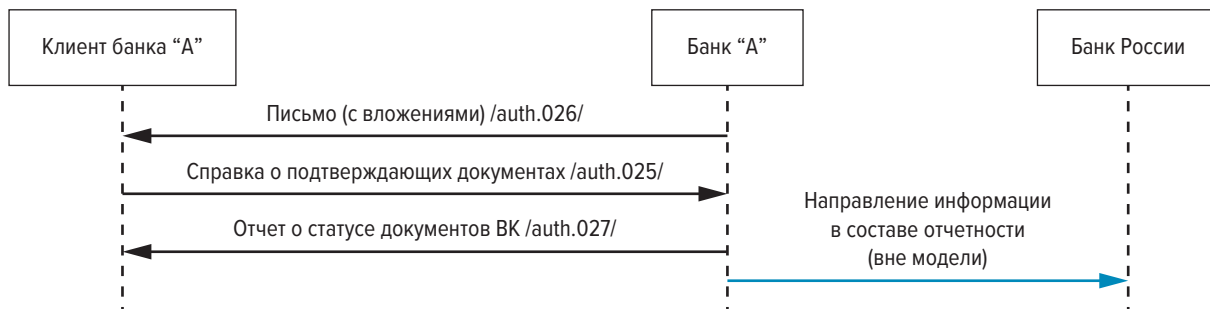 Клиент банка “А”
Банк “А”
Банк России
Письмо (с вложениями) /auth.026/
Справка о подтверждающих документах /auth.025/
Отчет о статусе документов ВК /auth.027/
Направление информации
в составе отчетности
(вне модели)